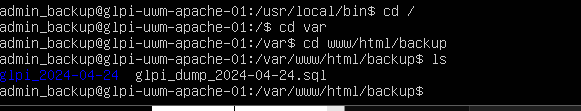 admin_backup@glpi-uwm-apache-01:/usr/local/bin$ cd /
admin_backup@glpi-uwm-apache-01:/$ cd var
admin_backup@glpi-uwm-apache-01:/var$ cd www/html/backup
admin_backup@glpi-uwm-apache-01:/var/www/html/backup$ ls
glpi_2024-04-24  glpi_dump_2024-04-24.sql
admin_backup@glpi-uwm-apache-01:/var/www/html/backup$